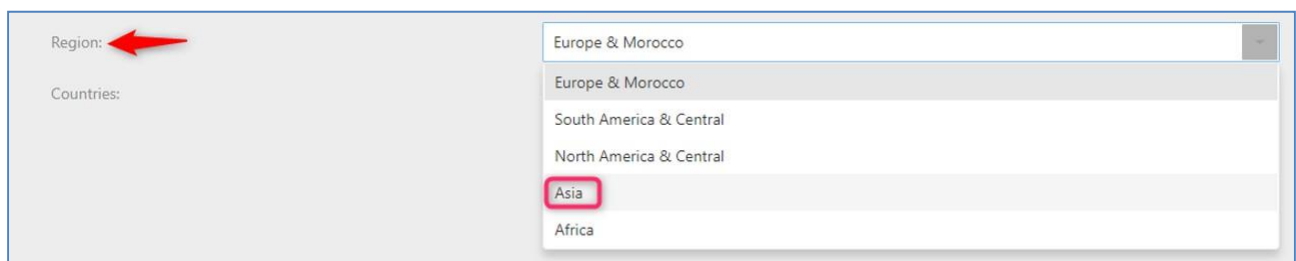 Region:
Europe & Morocco
Countries:
Europe & Morocco
South America & Central
North America & Central
Asia
Africa